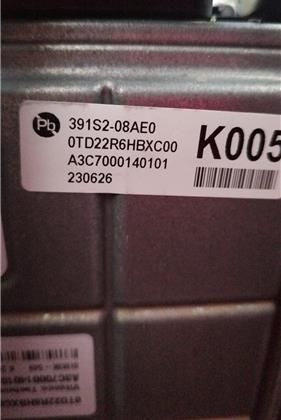 Pb
391S2-08AE0
0TD22R6HBXC00
A3C7000140101
230626
K005